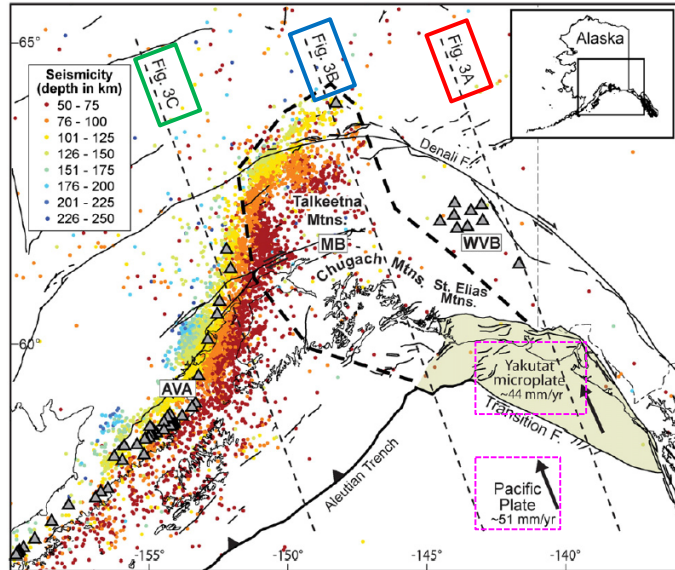 65°
Fig. 3C
Fig. 3B
Fig. 3A
Alaska
Seismicity
(depth in km)
50 - 75
76 - 100
101 - 125
126 - 150
151 - 175
176 - 200
201 - 225
226 - 250
Denali F.
Talkeetna
Mtns.
MB
WVB
Chugach Mtns.
St. Elias
Mtns.
60°
Yakutat
microplate
~44 mm/yr
AVA
Transition F.
Aleutian Trench
Pacific
Plate
~51 mm/yr
-155°
-150°
-145°
-140°